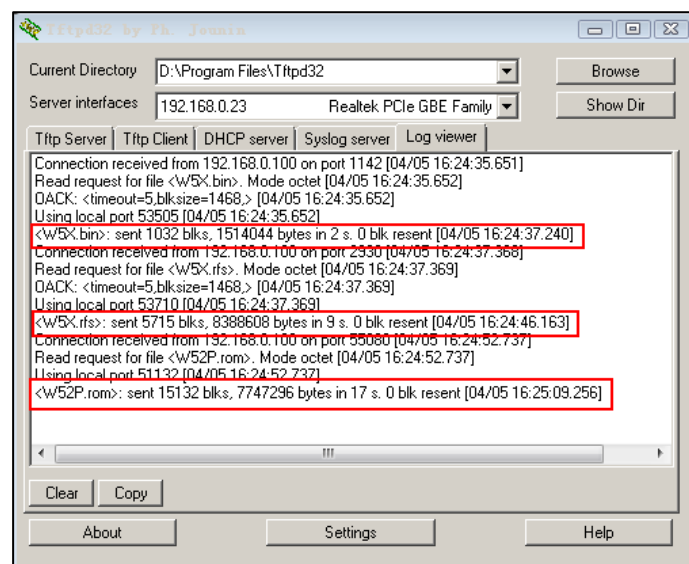 Tftpd32 by Ph. Jounin
Current Directory D:\Program Files\Tftpd32 Browse
Server interfaces 192.168.0.23 Realtek PCIe GBE Family Show Dir
Tftp Server Tftp Client DHCP server Syslog server Log viewer
Connection received from 192.168.0.100 on port 1142 [04/05 16:24:35.651]
Read request for file <W5X.bin>. Mode octet [04/05 16:24:35.652]
OACK: <timeout=5,blksize=1468,> [04/05 16:24:35.652]
Using local port 53505 [04/05 16:24:35.652]
<W5X.bin>: sent 1032 blks, 1514044 bytes in 2 s. 0 blk resent [04/05 16:24:37.240]
Connection received from 192.168.0.100 on port 2930 [04/05 16:24:37.368]
Read request for file <W5X.rfs>. Mode octet [04/05 16:24:37.369]
OACK: <timeout=5,blksize=1468,> [04/05 16:24:37.369]
Using local port 53710 [04/05 16:24:37.369]
<W5X.rfs>: sent 5715 blks, 8388608 bytes in 9 s. 0 blk resent [04/05 16:24:46.163]
Connection received from 192.168.0.100 on port 55080 [04/05 16:24:52.737]
Read request for file <W52P.rom>. Mode octet [04/05 16:24:52.737]
Using local port 51132 [04/05 16:24:52.737]
<W52P.rom>: sent 15132 blks, 7747296 bytes in 17 s. 0 blk resent [04/05 16:25:09.256]
Clear Copy
About Settings Help